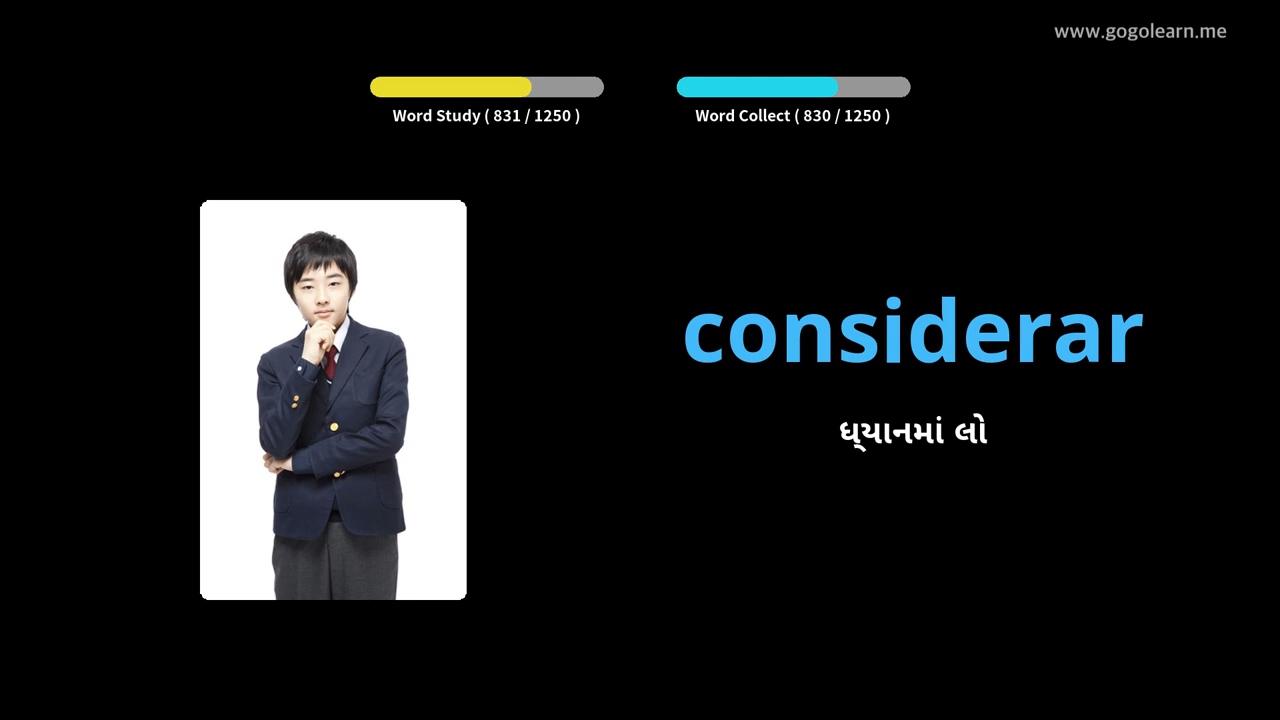 www.gogolearn.me
Word Study ( 831 / 1250 )
Word Collect ( 830 / 1250 )
considerar
ધ્યાનમાં લો